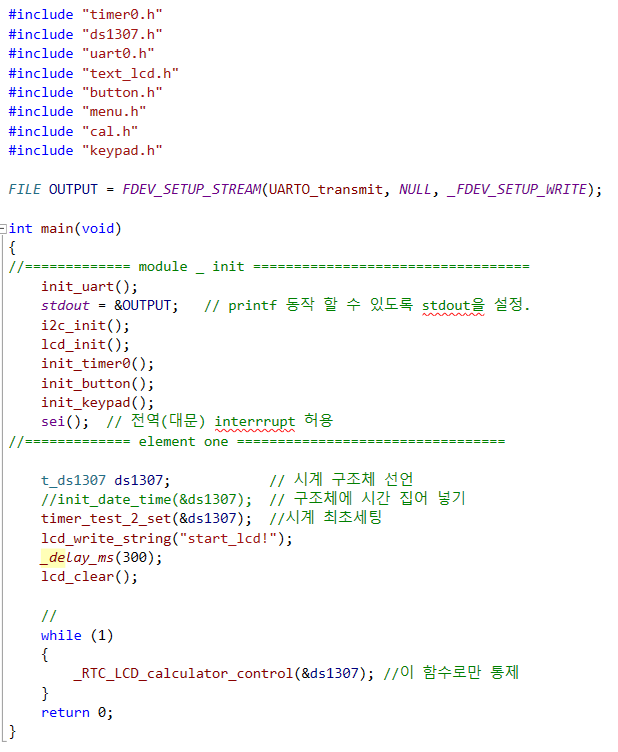 #include "timer0.h"
#include "ds1307.h"
#include "uart0.h"
#include "text_lcd.h"
#include "button.h"
#include "menu.h"
#include "cal.h"
#include "keypad.h"
FILE OUTPUT = FDEV_SETUP_STREAM(UART0_transmit, NULL, _FDEV_SETUP_WRITE);
int main(void)
{
//============= module _ init ==================================
init_uart();
stdout = &OUTPUT;   // printf 동작 할 수 있도록 stdout을 설정.
i2c_init();
lcd_init();
init_timer0();
init_button();
init_keypad();
sei();  // 전역(대문) interrrupt 허용
//============= element one =================================
t_ds1307 ds1307;            // 시계 구조체 선언
//init_date_time(&ds1307);  // 구조체에 시간 집어 넣기
timer_test_2_set(&ds1307);  //시계 최초세팅
lcd_write_string("start_lcd!");
_delay_ms(300);
lcd_clear();
//
while (1)
{
_RTC_LCD_calculator_control(&ds1307); //이 함수로만 통제
}
return 0;
}